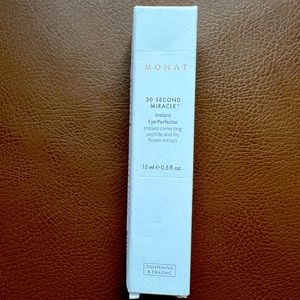 MONAT
30 SECOND
MIRACLE™
Instant
Eye Perfector
Instant correcting
peptide and lily
flower extract
15 ml ℮ 0.5 fl. oz.
TIGHTENING
& ERASING